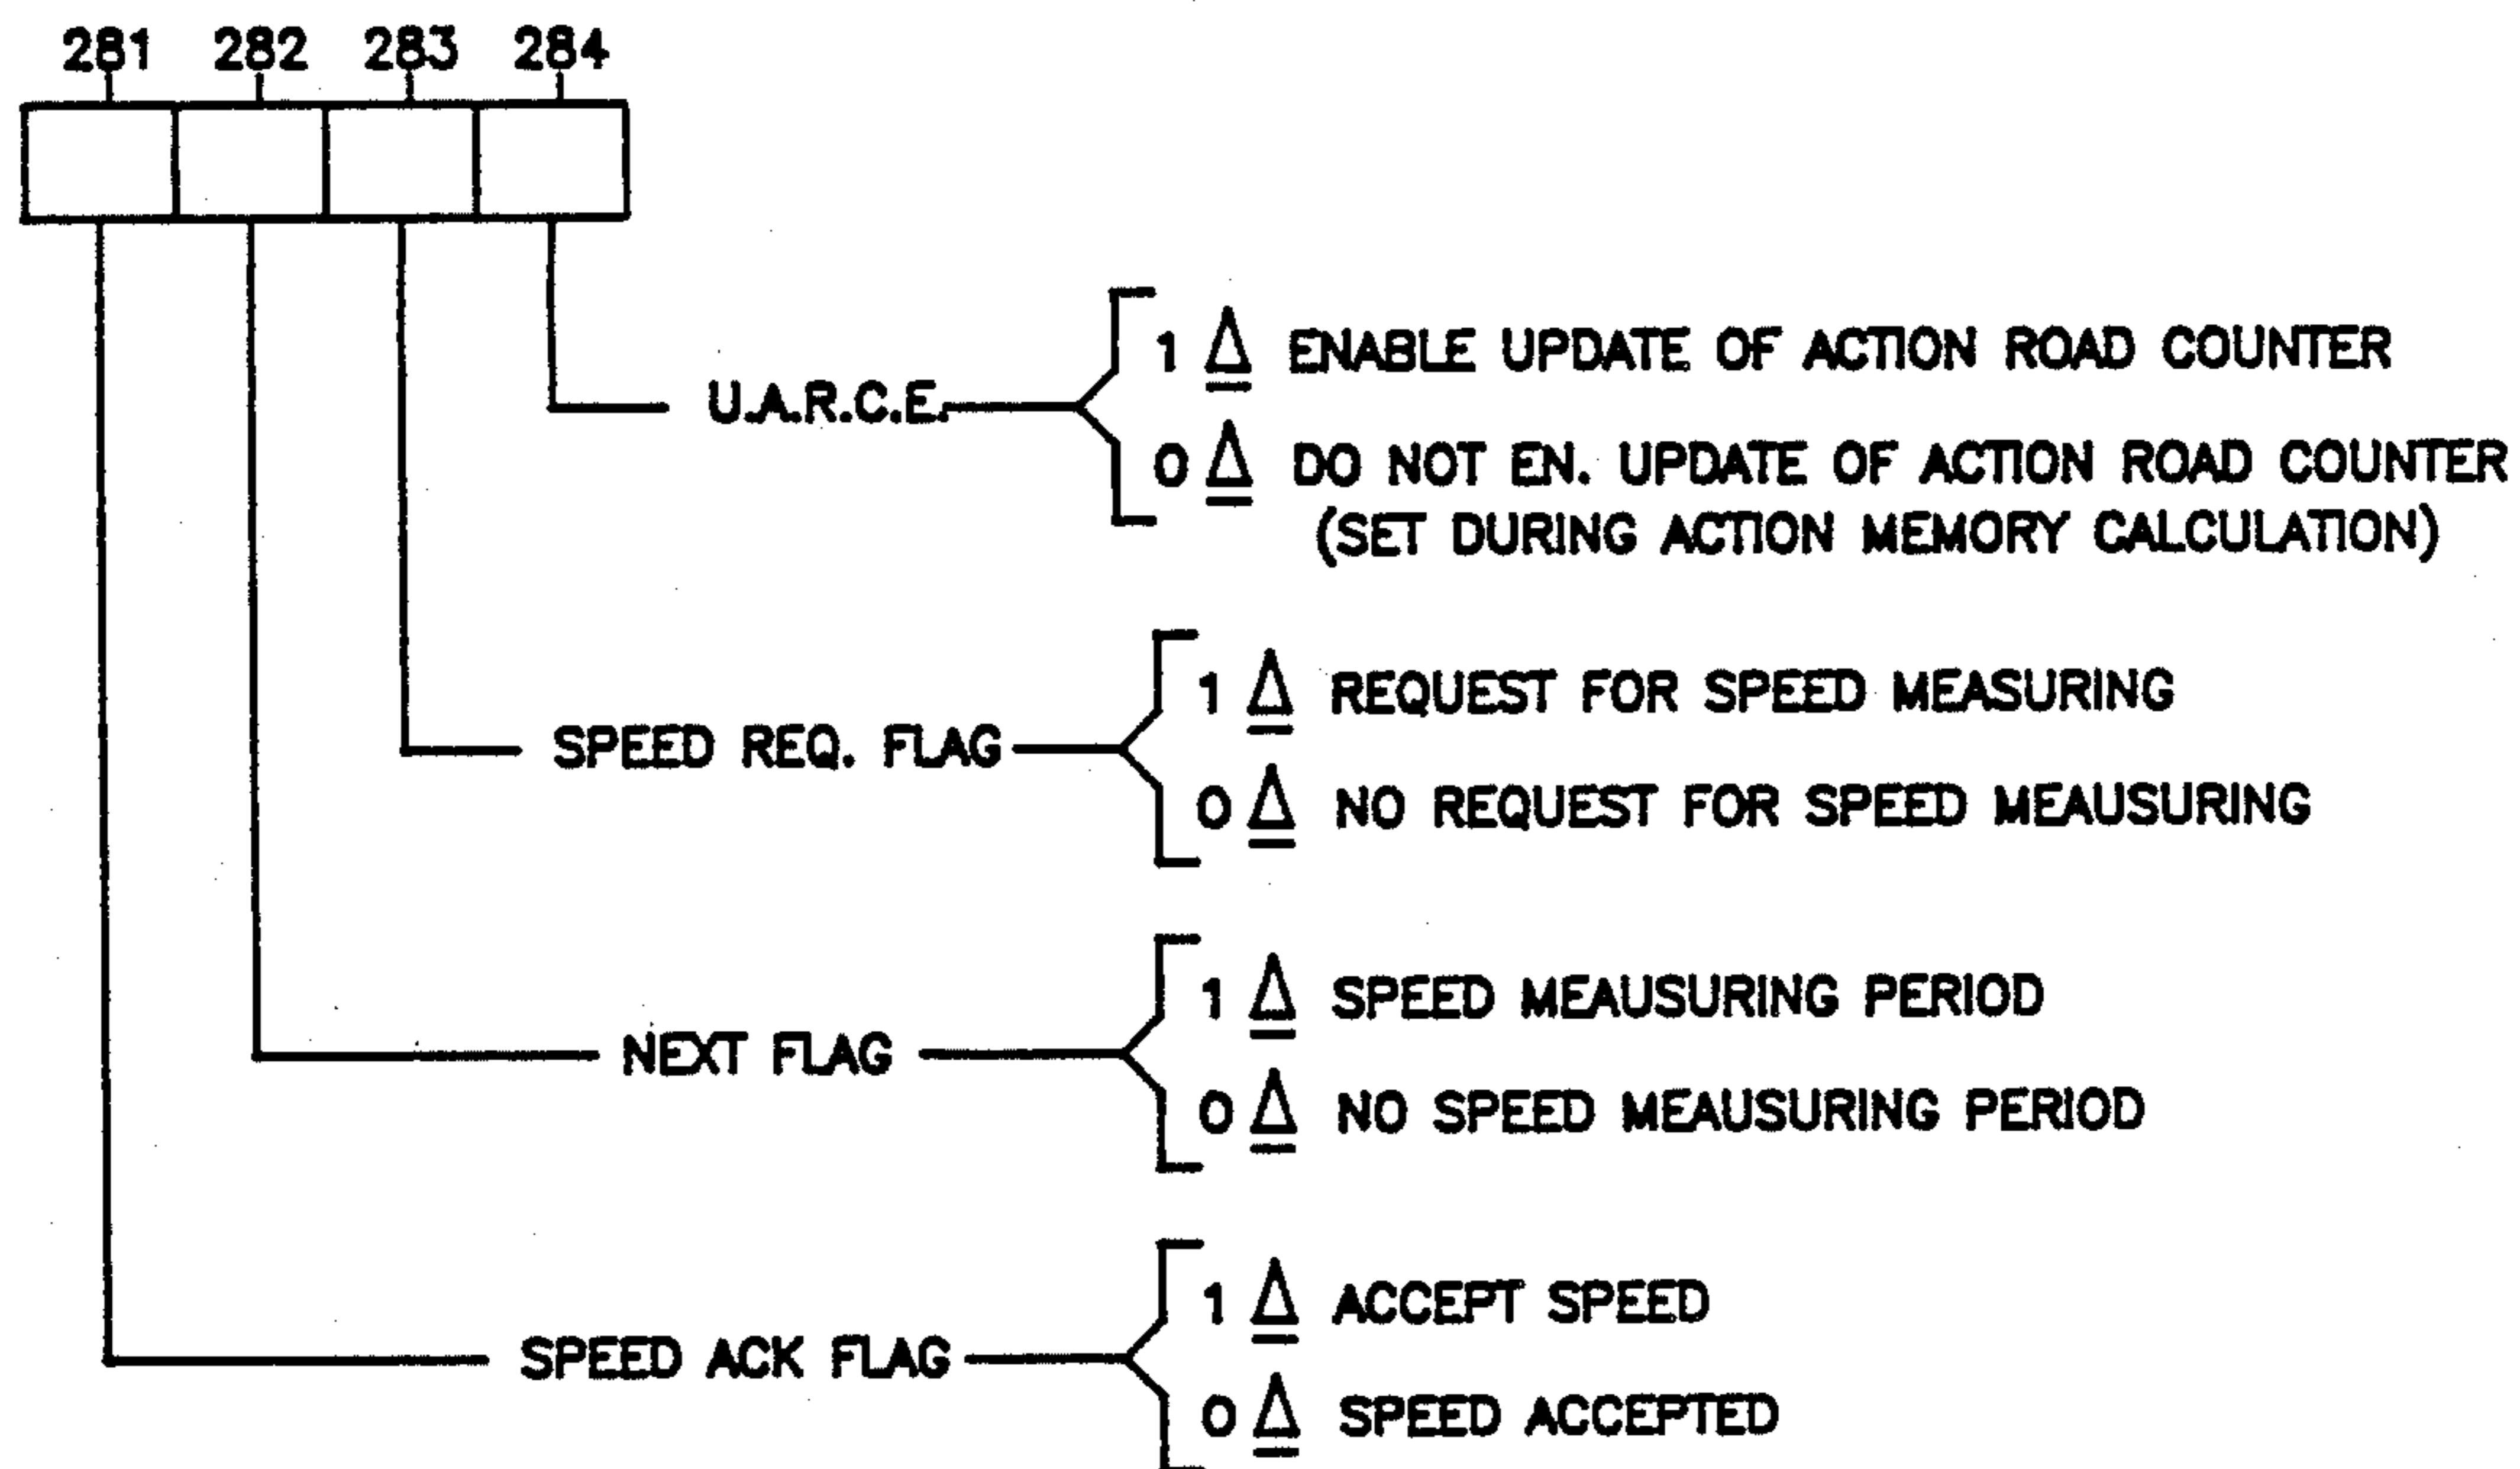 281 282 283 284
1 ≙ ENABLE UPDATE OF ACTION ROAD COUNTER
U.A.R.C.E.
0 ≙ DO NOT EN. UPDATE OF ACTION ROAD COUNTER
(SET DURING ACTION MEMORY CALCULATION)
1 ≙ REQUEST FOR SPEED MEASURING
SPEED REQ. FLAG
0 ≙ NO REQUEST FOR SPEED MEAUSURING
1 ≙ SPEED MEAUSURING PERIOD
NEXT FLAG
0 ≙ NO SPEED MEAUSURING PERIOD
1 ≙ ACCEPT SPEED
SPEED ACK FLAG
0 ≙ SPEED ACCEPTED